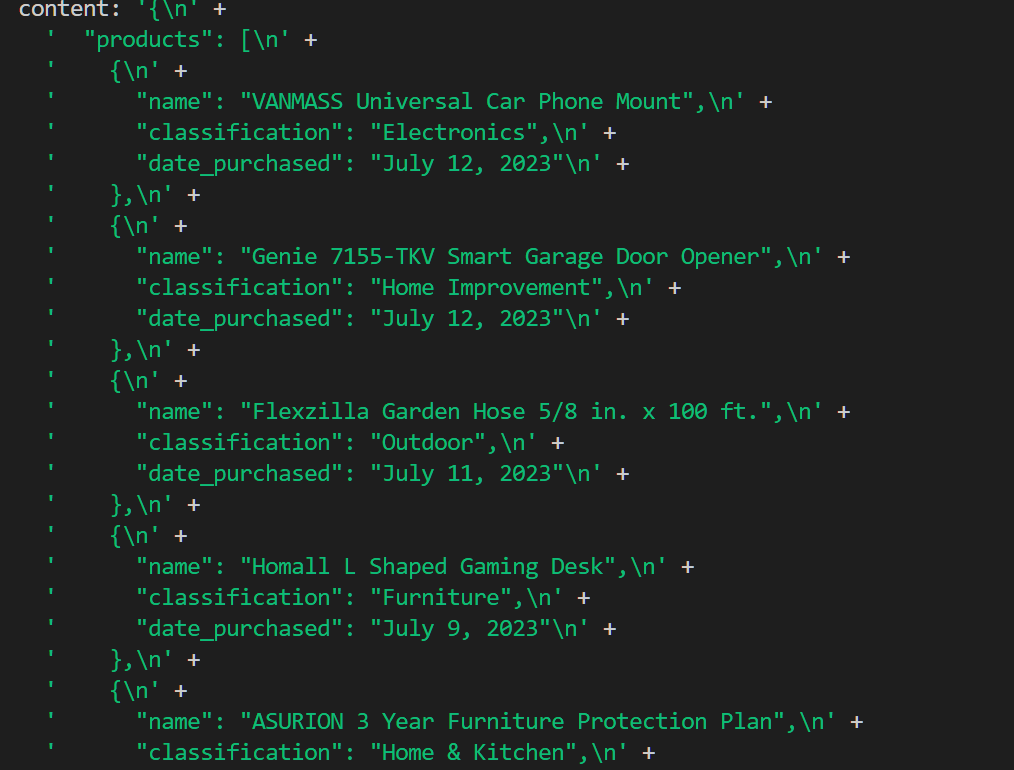 content: '{\n' +
'  "products": [\n' +
'    {\n' +
'      "name": "VANMASS Universal Car Phone Mount",\n' +
'      "classification": "Electronics",\n' +
'      "date_purchased": "July 12, 2023"\n' +
'    },\n' +
'    {\n' +
'      "name": "Genie 7155-TKV Smart Garage Door Opener",\n' +
'      "classification": "Home Improvement",\n' +
'      "date_purchased": "July 12, 2023"\n' +
'    },\n' +
'    {\n' +
'      "name": "Flexzilla Garden Hose 5/8 in. x 100 ft.",\n' +
'      "classification": "Outdoor",\n' +
'      "date_purchased": "July 11, 2023"\n' +
'    },\n' +
'    {\n' +
'      "name": "Homall L Shaped Gaming Desk",\n' +
'      "classification": "Furniture",\n' +
'      "date_purchased": "July 9, 2023"\n' +
'    },\n' +
'    {\n' +
'      "name": "ASURION 3 Year Furniture Protection Plan",\n' +
'      "classification": "Home & Kitchen",\n' +